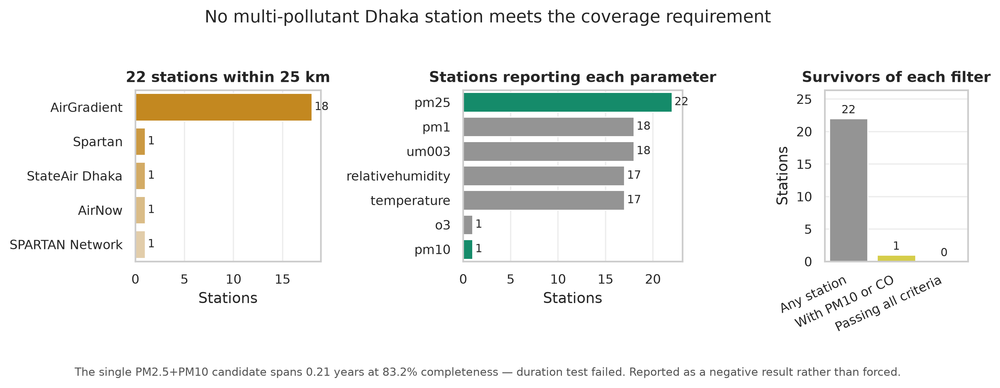 No multi-pollutant Dhaka station meets the coverage requirement
22 stations within 25 km
AirGradient
18
Spartan
1
StateAir Dhaka
1
AirNow
1
SPARTAN Network
1
0 5 10 15
Stations
Stations reporting each parameter
pm25
22
pm1
18
um003
18
relativehumidity
17
temperature
17
o3
1
pm10
1
0 5 10 15 20
Stations
Survivors of each filter
Stations
25
20
15
10
5
0
22
1
0
Any station
With PM10 or CO
Passing all criteria
The single PM2.5+PM10 candidate spans 0.21 years at 83.2% completeness — duration test failed. Reported as a negative result rather than forced.